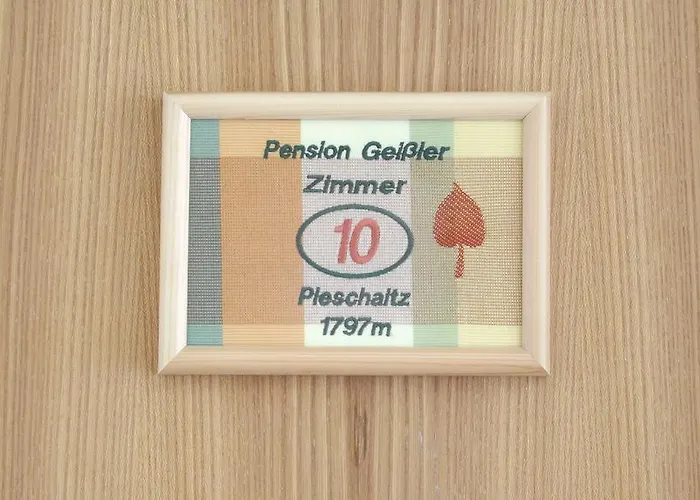 Pension Geißler
Zimmer
10
Pleschaitz
1797m